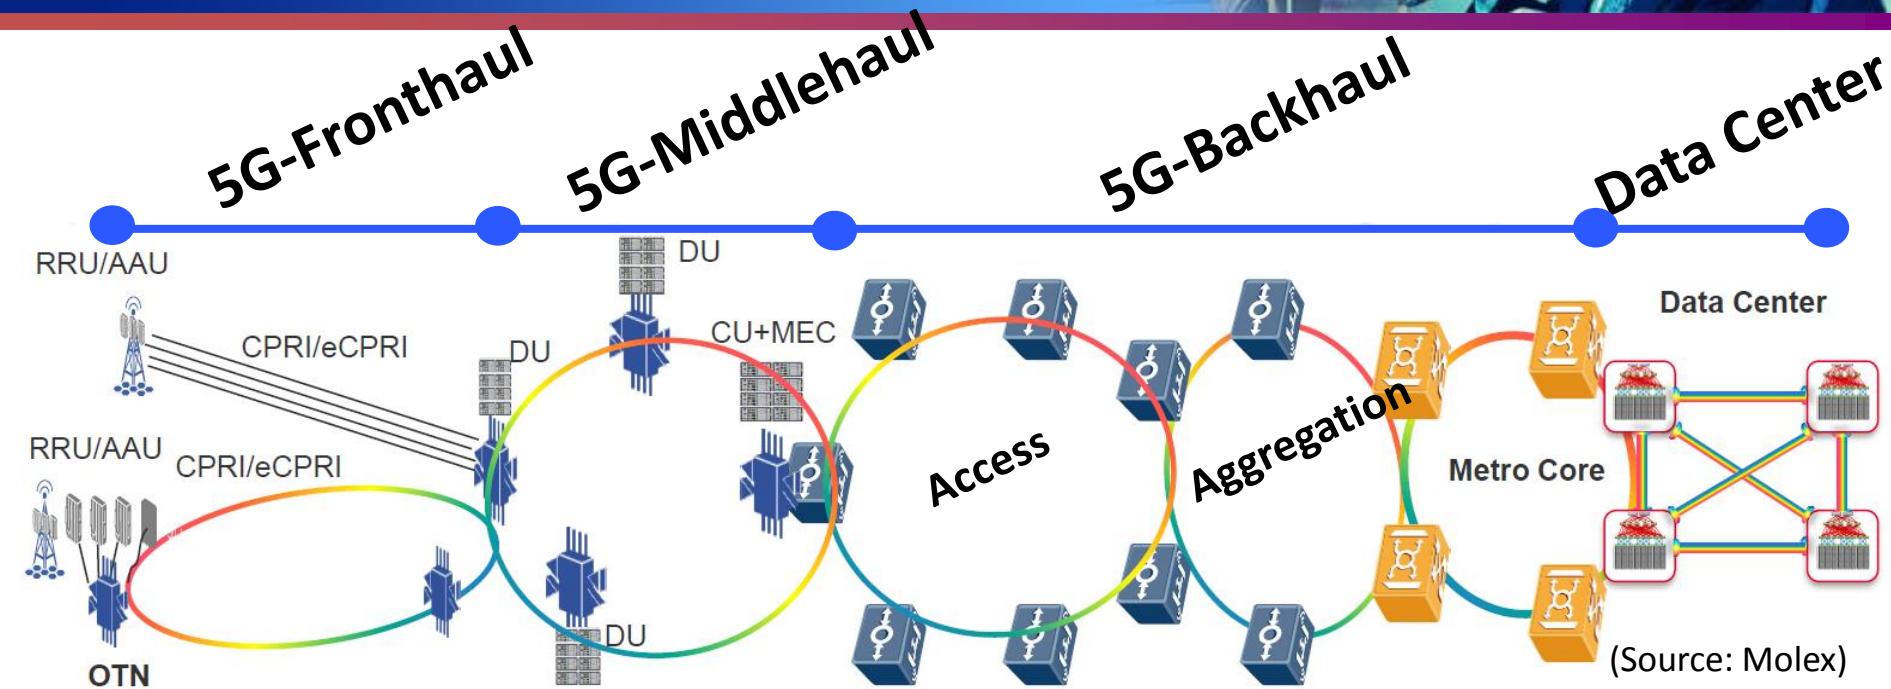 5G-Fronthaul
5G-Middlehaul
5G-Backhaul
Data Center
RRU/AAU
DU
CPRI/eCPRI
DU
CU+MEC
Data Center
RRU/AAU
CPRI/eCPRI
Access
Aggregation
Metro Core
DU
OTN
(Source: Molex)